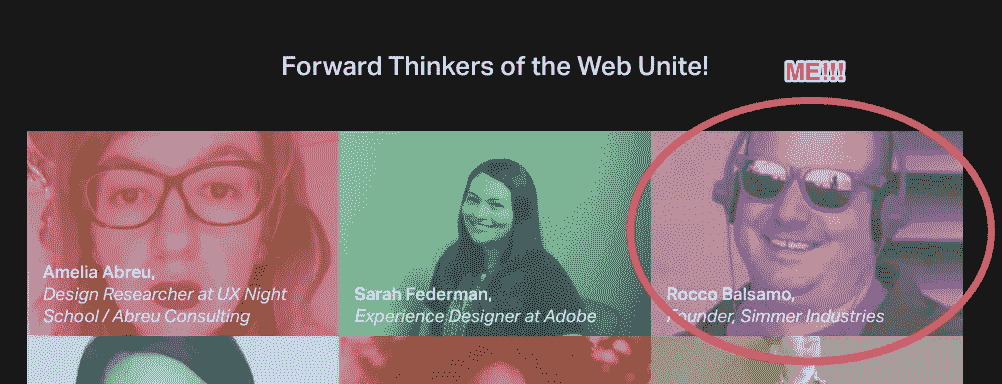 Forward Thinkers of the Web Unite!
ME!!!
Amelia Abreu,
Design Researcher at UX Night
School / Abreu Consulting
Sarah Federman,
Experience Designer at Adobe
Rocco Balsamo,
Founder, Simmer Industries